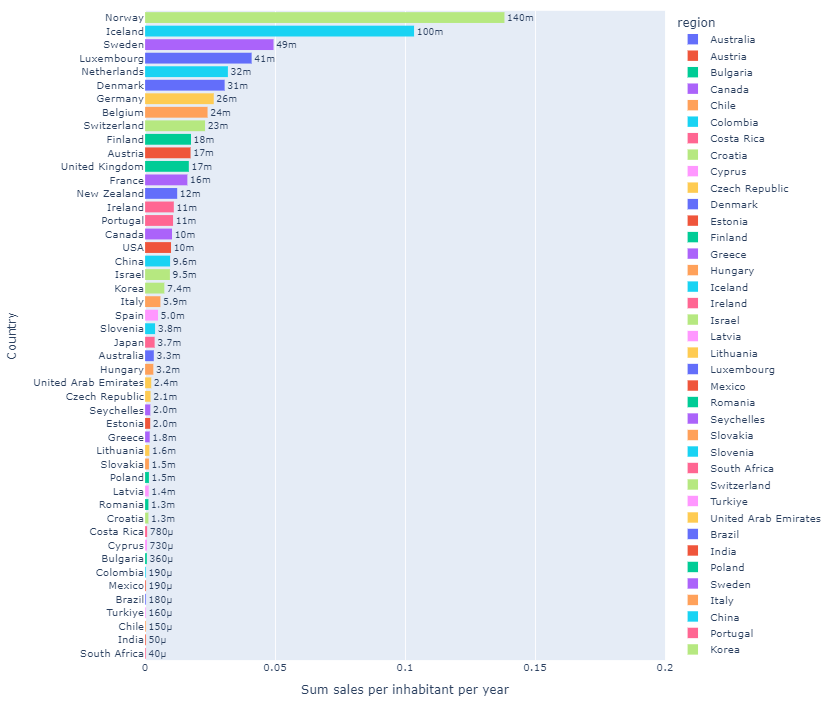 Norway 140m
Iceland 100m
Sweden 49m
Luxembourg 41m
Netherlands 32m
Denmark 31m
Germany 26m
Belgium 24m
Switzerland 23m
Finland 18m
Austria 17m
United Kingdom 17m
France 16m
New Zealand 12m
Ireland 11m
Portugal 11m
Canada 10m
USA 10m
China 9.6m
Israel 9.5m
Korea 7.4m
Italy 5.9m
Spain 5.0m
Slovenia 3.8m
Japan 3.7m
Australia 3.3m
Hungary 3.2m
United Arab Emirates 2.4m
Czech Republic 2.1m
Seychelles 2.0m
Estonia 2.0m
Greece 1.8m
Lithuania 1.6m
Slovakia 1.5m
Poland 1.5m
Latvia 1.4m
Romania 1.3m
Croatia 1.3m
Costa Rica 780μ
Cyprus 730μ
Bulgaria 360μ
Colombia 190μ
Mexico 190μ
Brazil 180μ
Turkiye 160μ
Chile 150μ
India 50μ
South Africa 40μ
0 0.05 0.1 0.15 0.2
Sum sales per inhabitant per year
Country
region
Australia
Austria
Bulgaria
Canada
Chile
Colombia
Costa Rica
Croatia
Cyprus
Czech Republic
Denmark
Estonia
Finland
Greece
Hungary
Iceland
Ireland
Israel
Latvia
Lithuania
Luxembourg
Mexico
Romania
Seychelles
Slovakia
Slovenia
South Africa
Switzerland
Turkiye
United Arab Emirates
Brazil
India
Poland
Sweden
Italy
China
Portugal
Korea